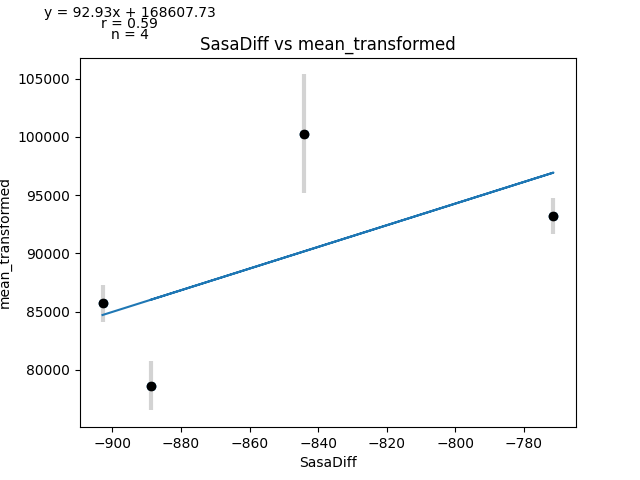 y = 92.93x + 168607.73
r = 0.59
n = 4
SasaDiff vs mean_transformed
105000
100000
95000
90000
85000
80000
mean_transformed
−900
−880
−860
−840
−820
−800
−780
SasaDiff